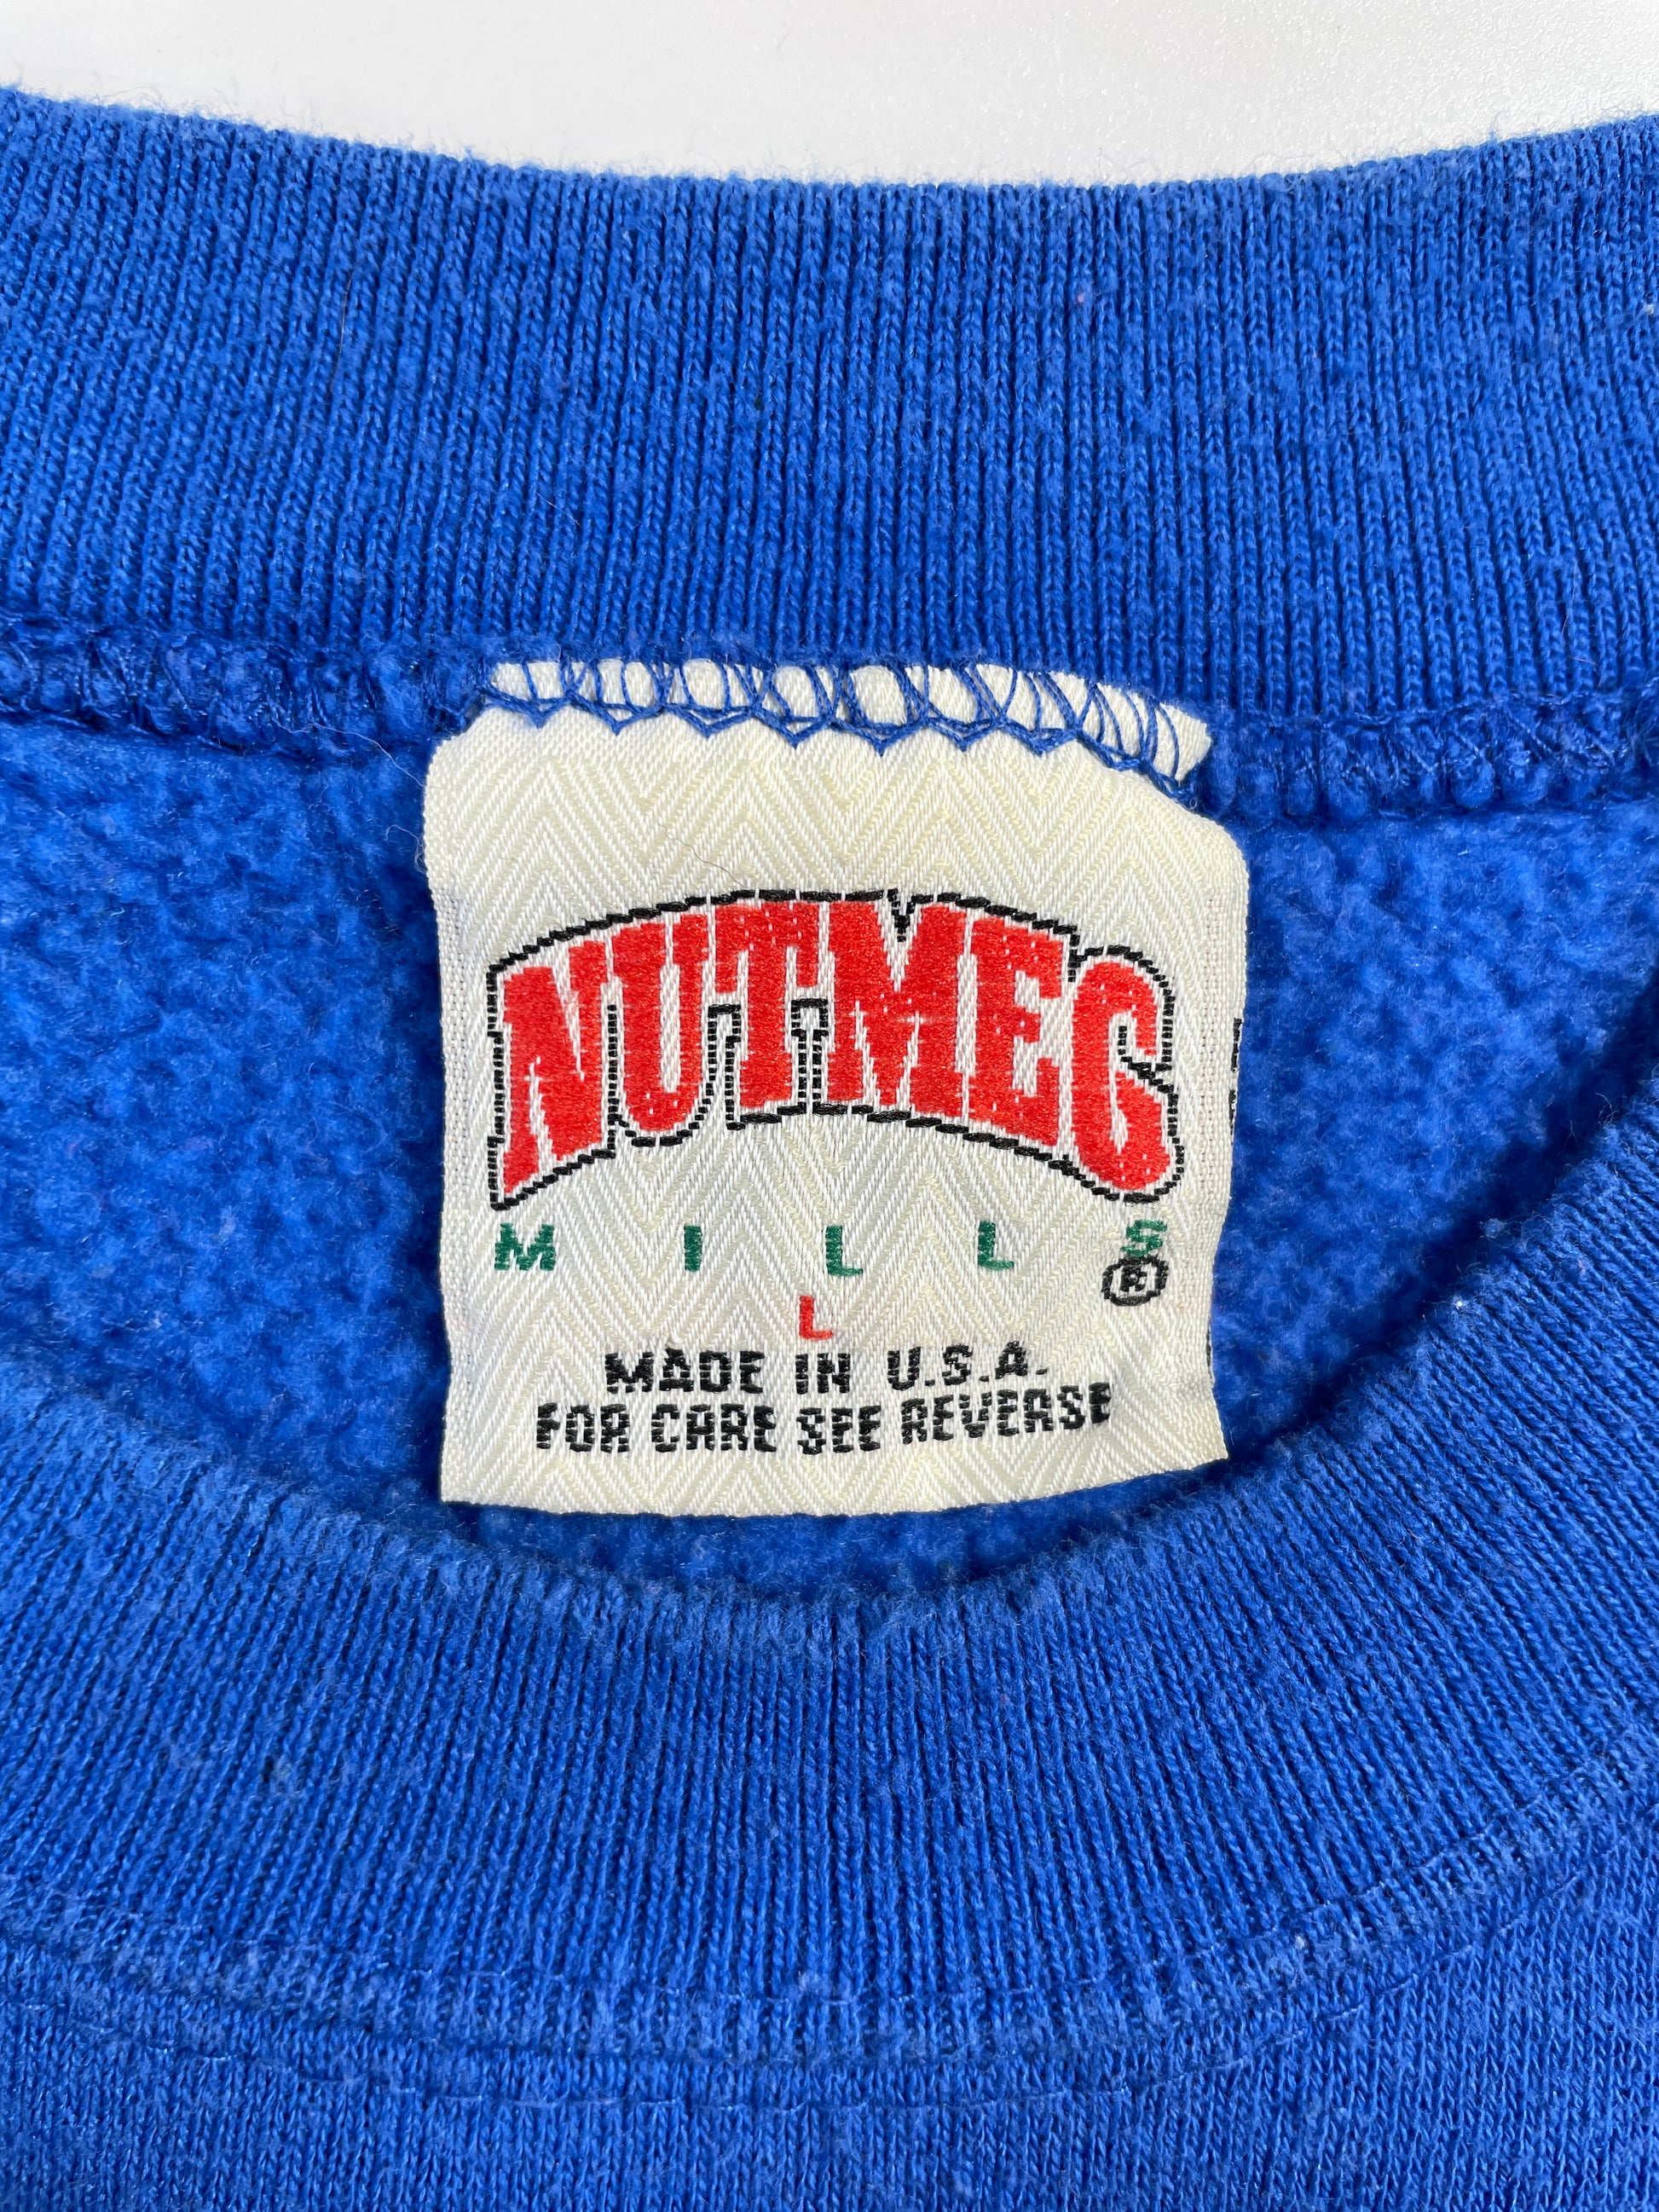 NUTMEG
MILLS
®
L
MADE IN U.S.A.
FOR CARE SEE REVERSE